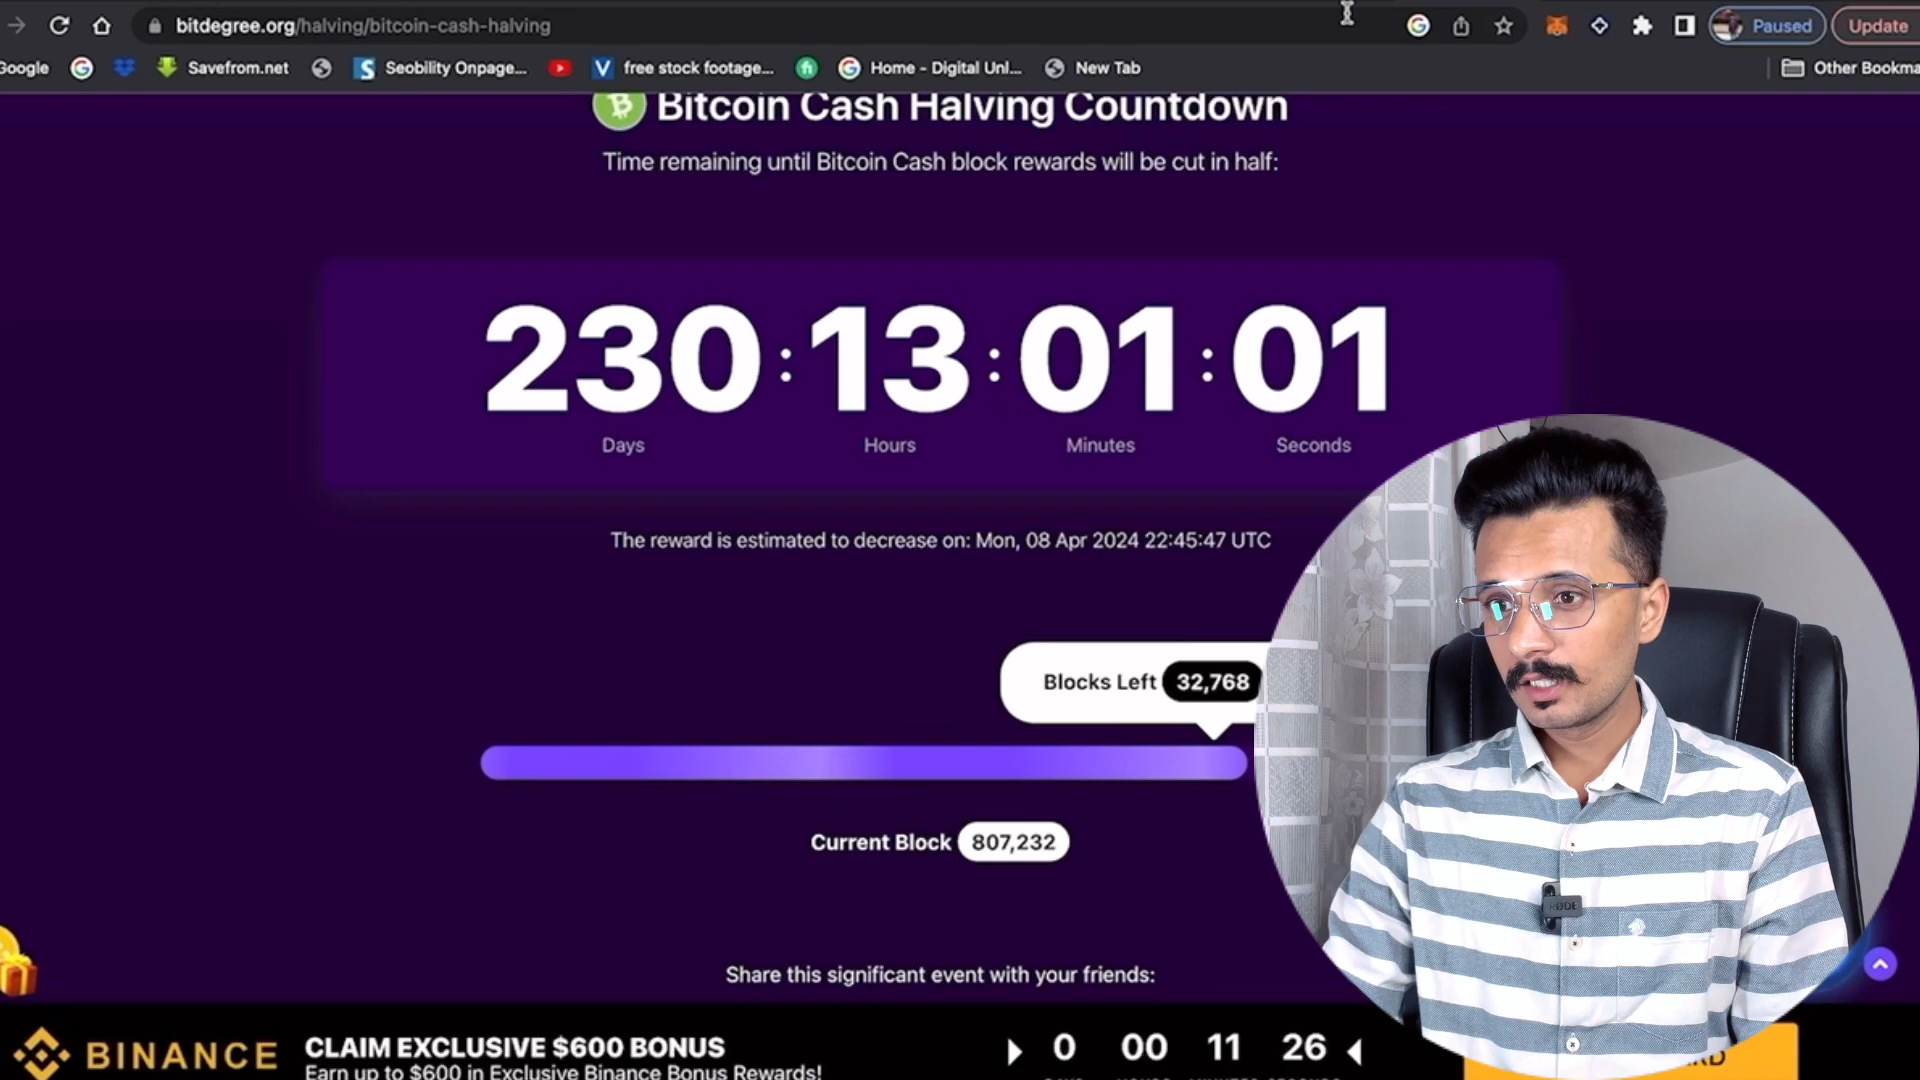 bitdegree.org/halving/bitcoin-cash-halving
Paused
Update
Google
Savefrom.net
Seobility Onpage...
free stock footage...
Home - Digital Unl...
New Tab
Other Bookma
Bitcoin Cash Halving Countdown
Time remaining until Bitcoin Cash block rewards will be cut in half:
230 : 13 : 01 : 01
Days Hours Minutes Seconds
The reward is estimated to decrease on: Mon, 08 Apr 2024 22:45:47 UTC
Blocks Left 32,768
Current Block 807,232
RØDE
Share this significant event with your friends:
BINANCE
CLAIM EXCLUSIVE $600 BONUS
Earn up to $600 in Exclusive Binance Bonus Rewards!
0 00 11 26